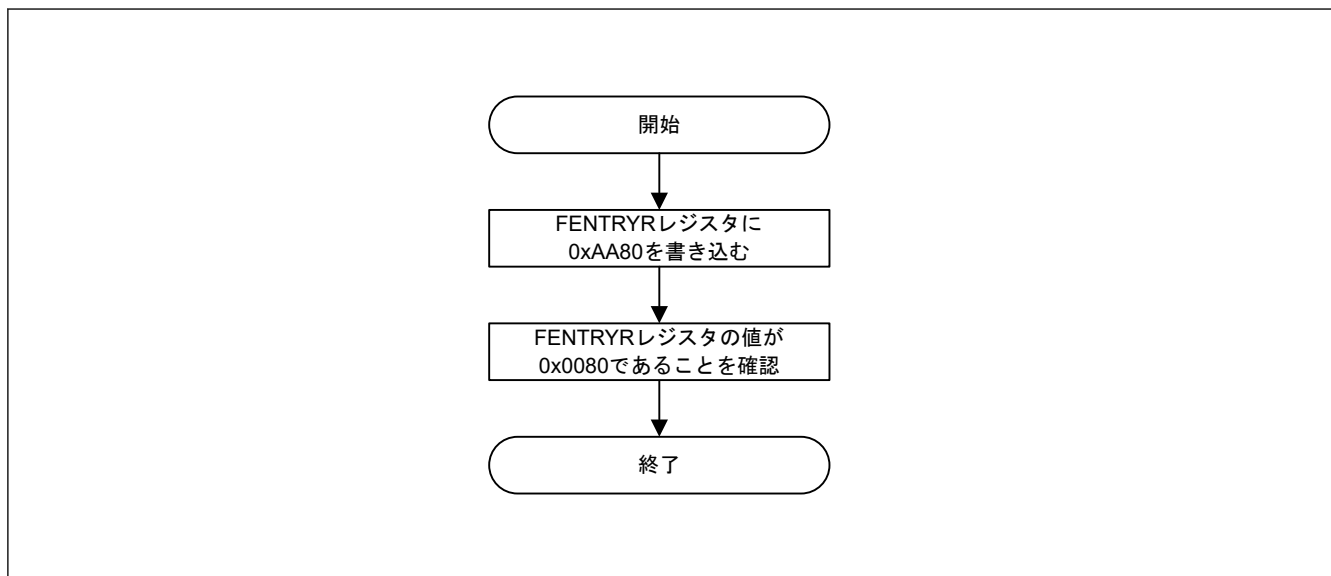 開始
FENTRYRレジスタに
0xAA80を書き込む
FENTRYRレジスタの値が
0x0080であることを確認
終了